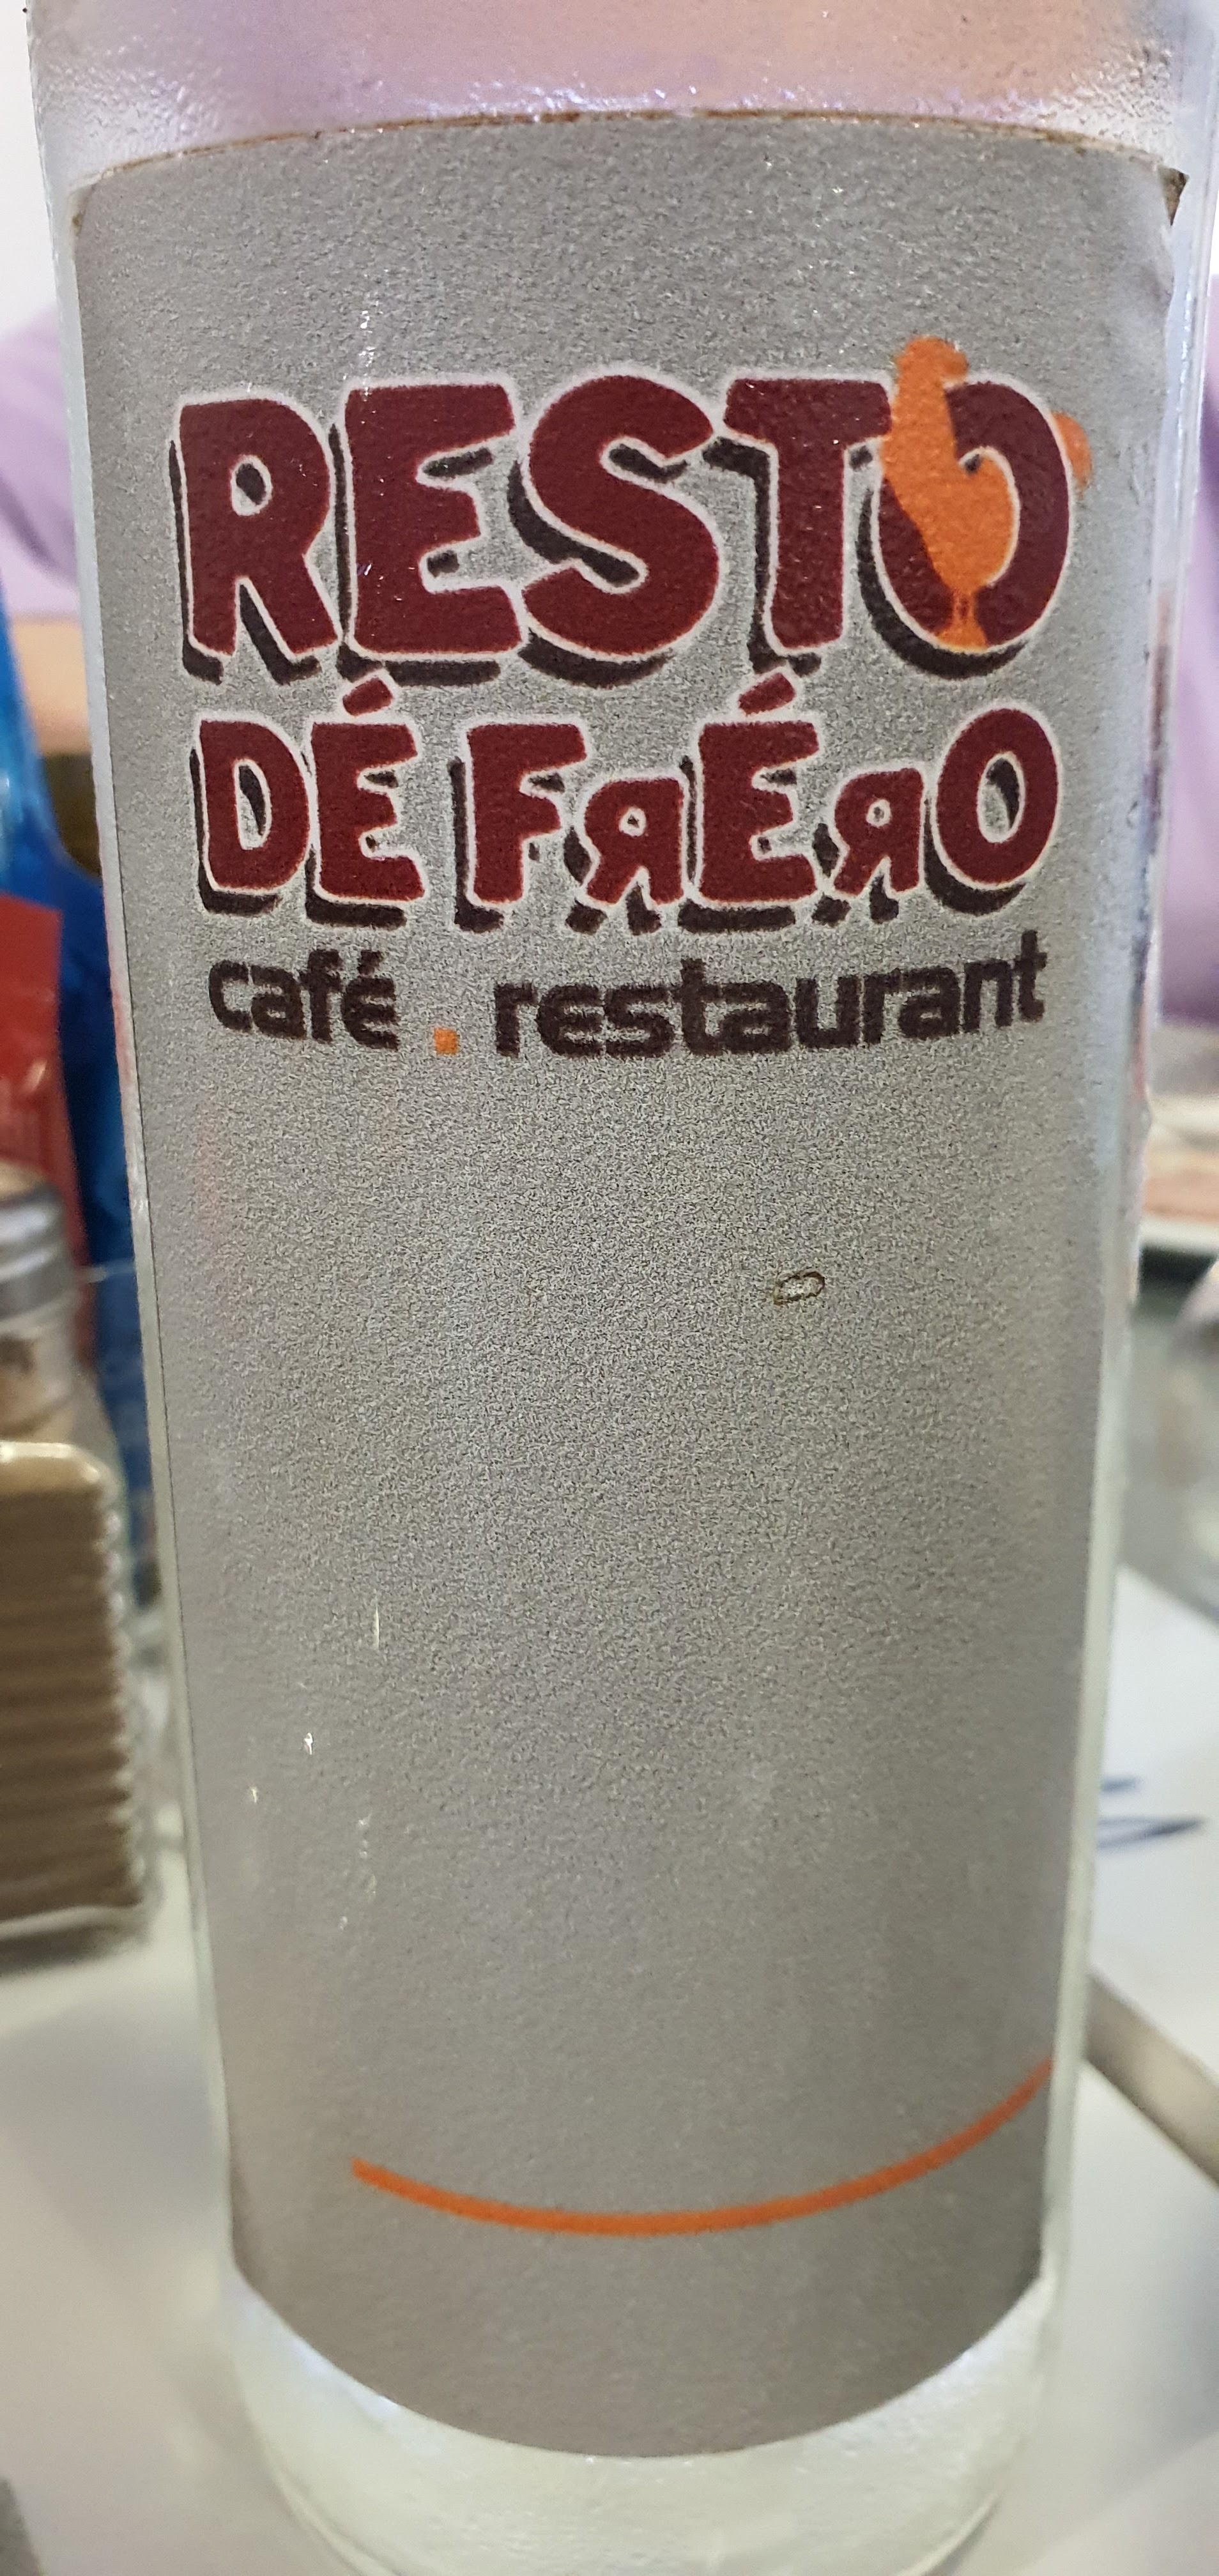 RESTO
DÉ FRÉRO
café . restaurant